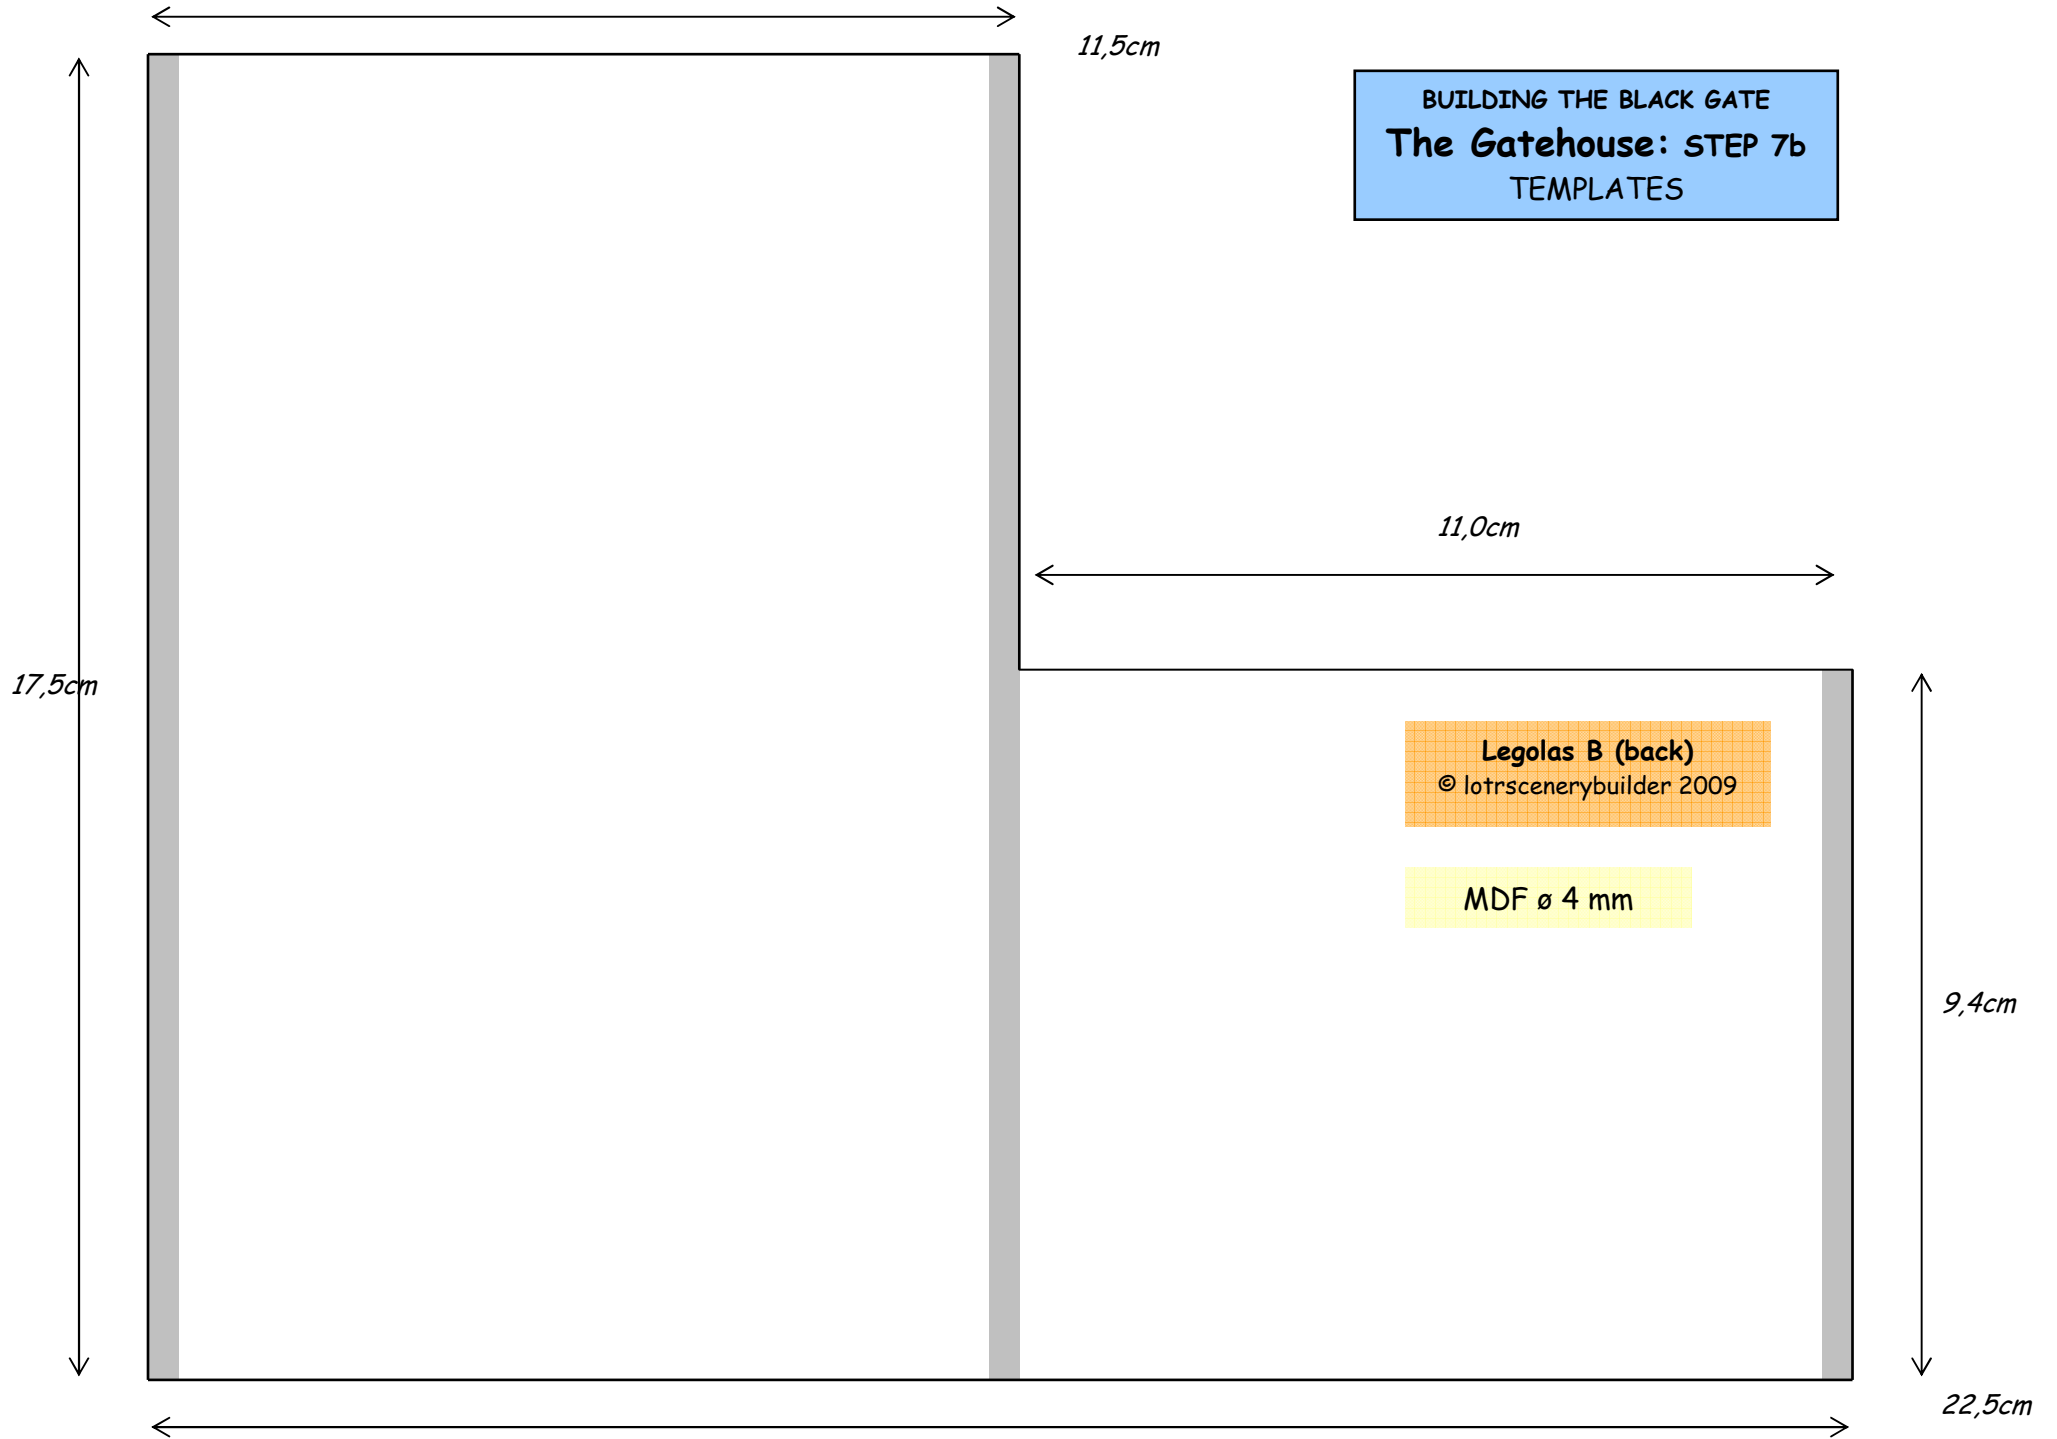 11,5cm
BUILDING THE BLACK GATE
The Gatehouse: STEP 7b
TEMPLATES
11,0cm
17,5cm
Legolas B (back)
© lotrscenerybuilder 2009
MDF ø 4 mm
9,4cm
22,5cm